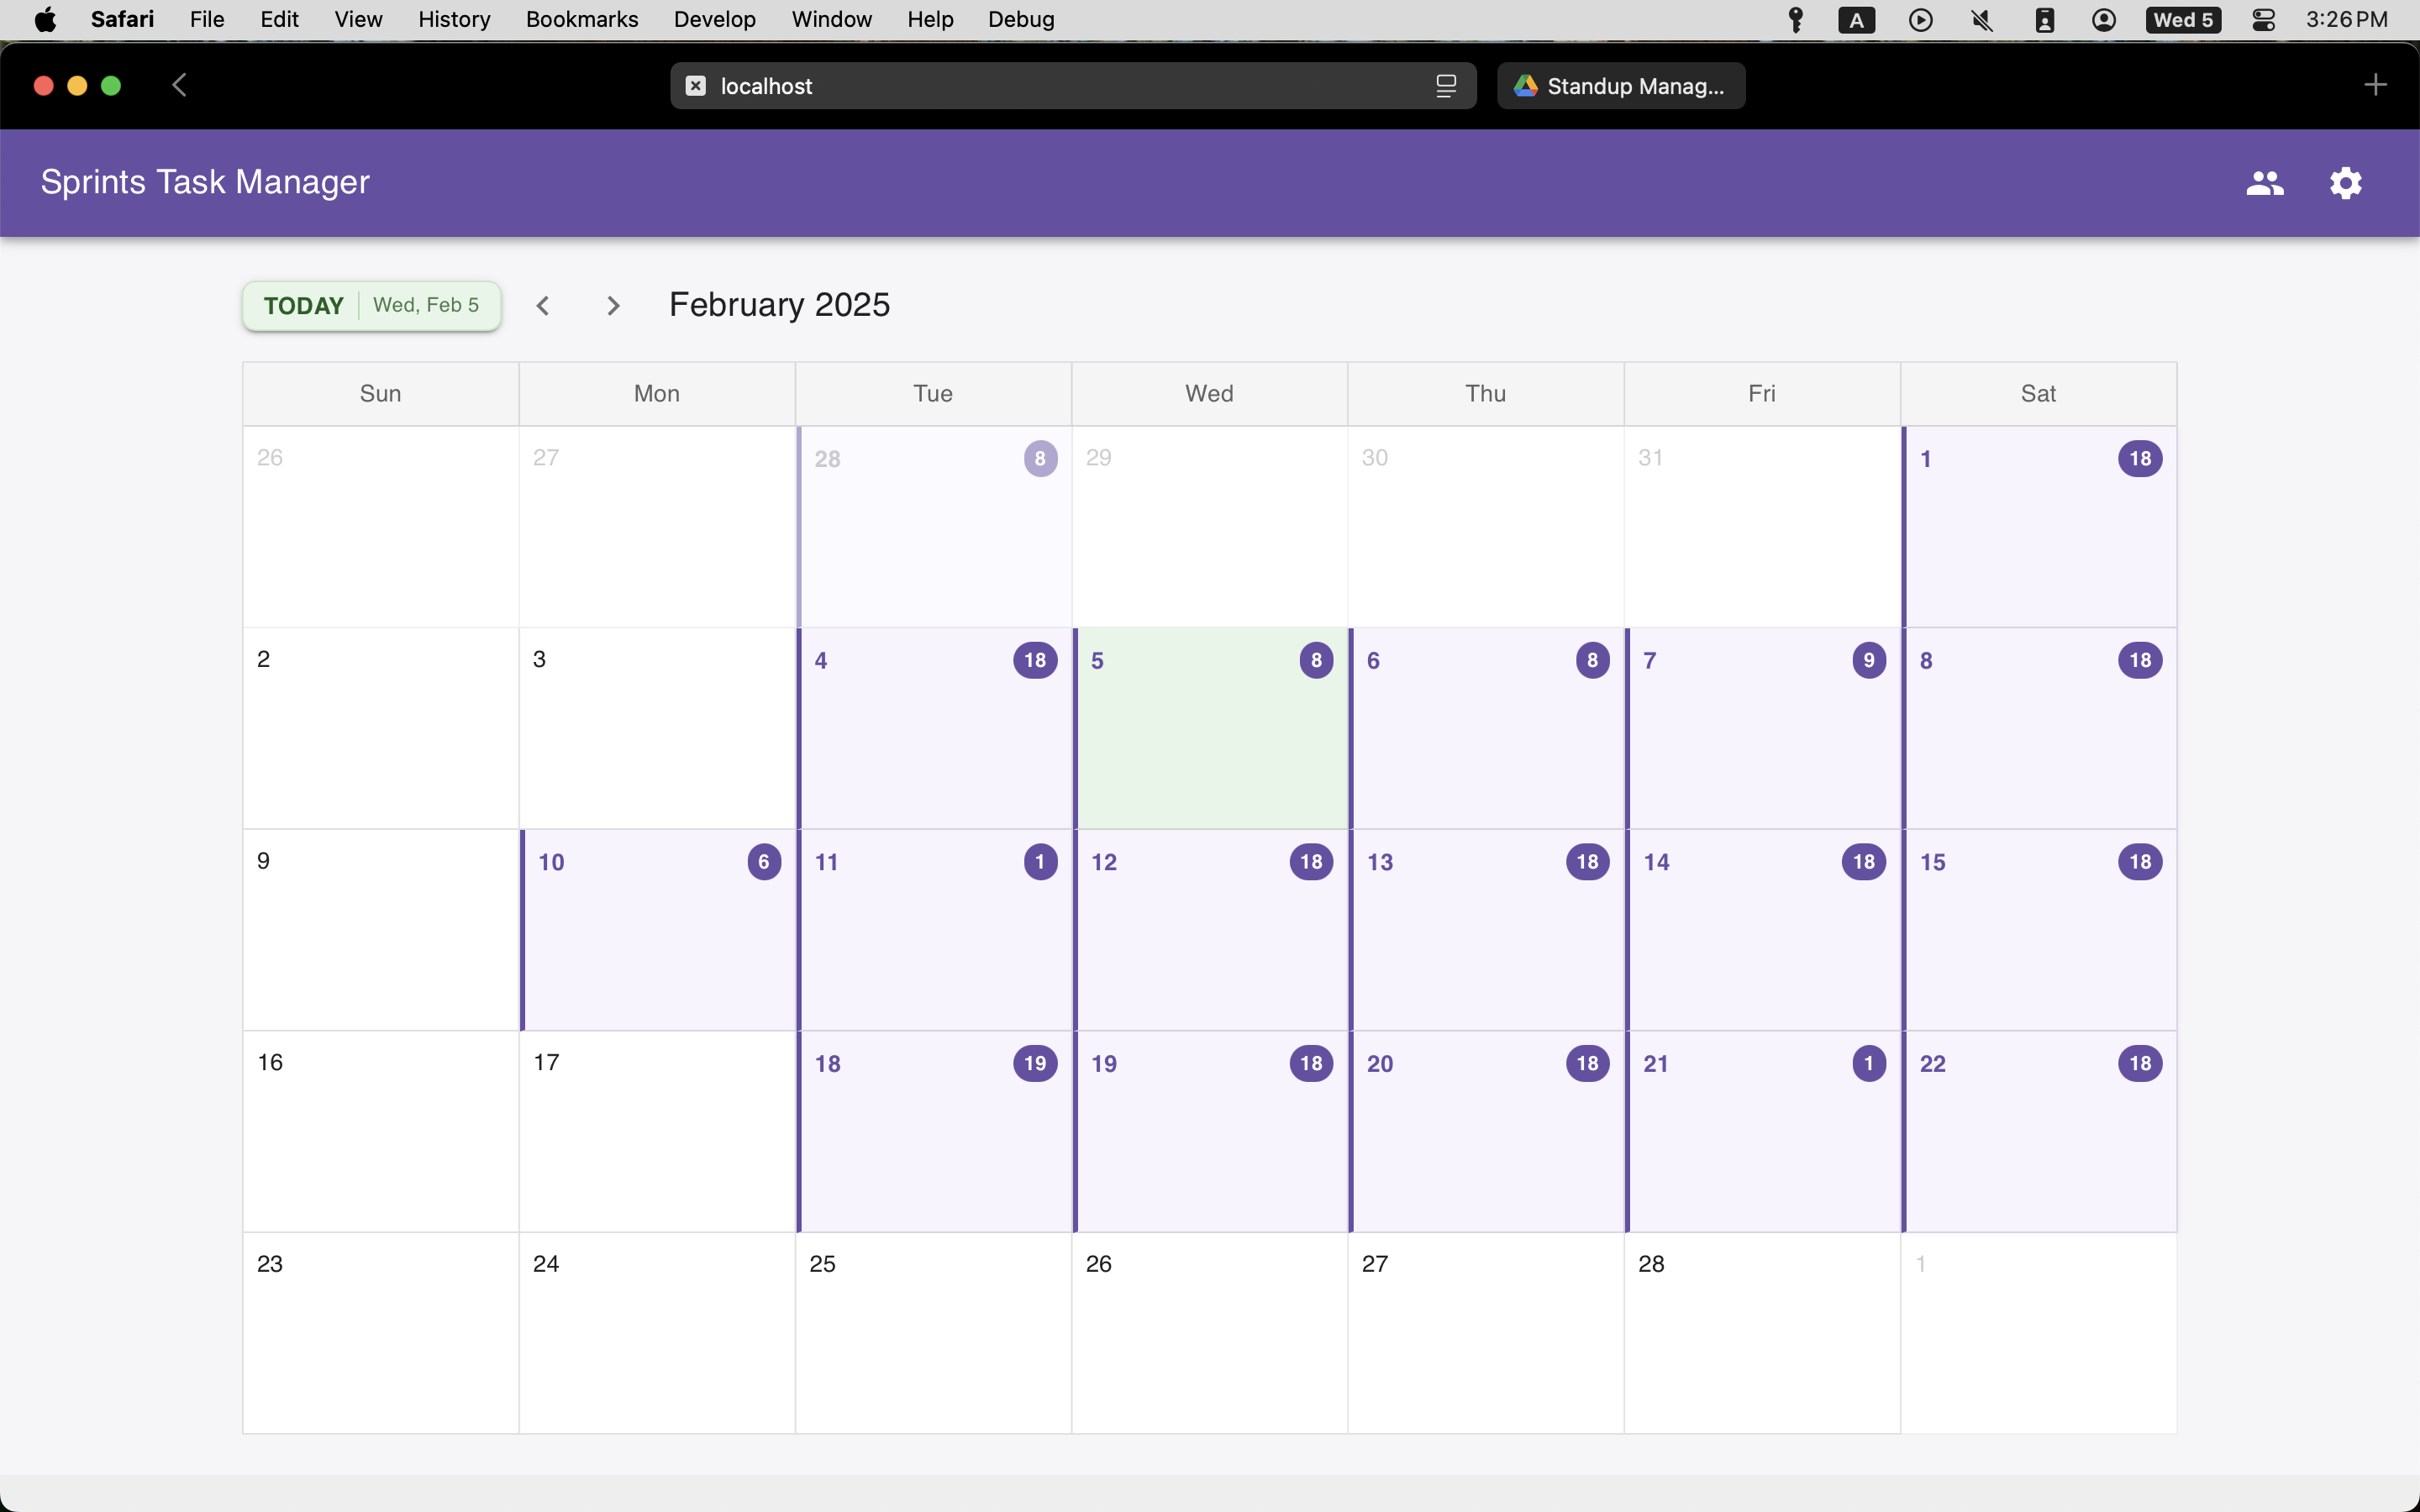 Safari File Edit View History Bookmarks Develop Window Help Debug A Wed 5 3:26 PM
localhost Standup Manag...
Sprints Task Manager
TODAY Wed, Feb 5 February 2025
Sun Mon Tue Wed Thu Fri Sat
26 27 28 8 29 30 31 1 18
2 3 4 18 5 8 6 8 7 9 8 18
9 10 6 11 1 12 18 13 18 14 18 15 18
16 17 18 19 19 18 20 18 21 1 22 18
23 24 25 26 27 28 1